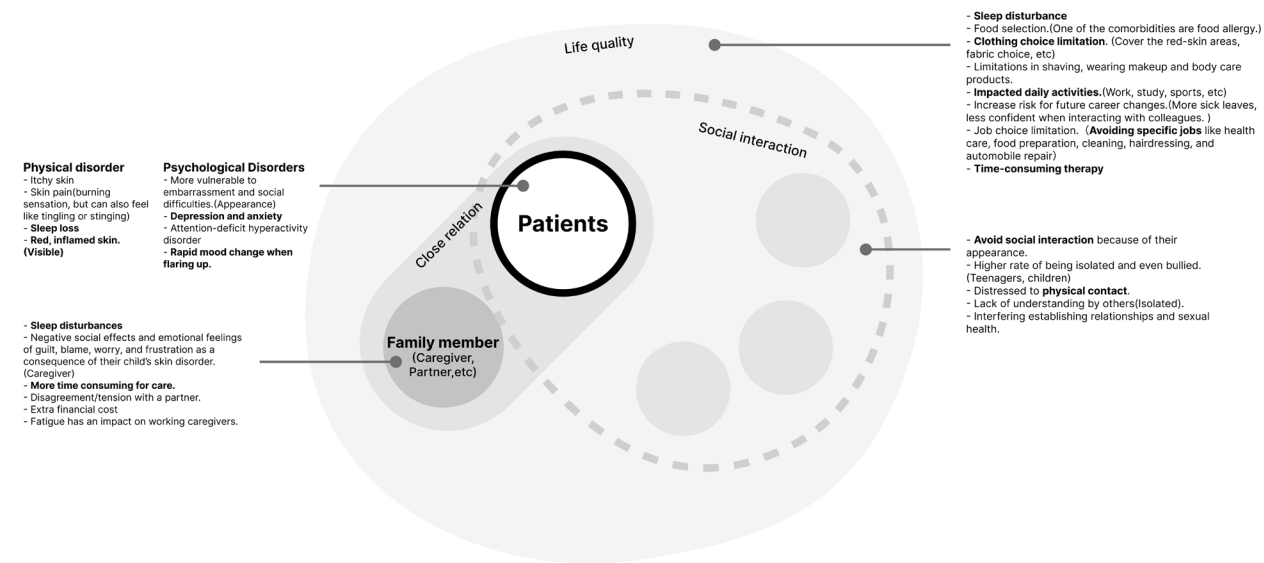 Life quality
- Sleep disturbance
- Food selection.(One of the comorbidities are food allergy.)
- Clothing choice limitation. (Cover the red-skin areas,
fabric choice, etc)
- Limitations in shaving, wearing makeup and body care
products.
- Impacted daily activities.(Work, study, sports, etc)
- Increase risk for future career changes.(More sick leaves,
less confident when interacting with colleagues. )
- Job choice limitation.（Avoiding specific jobs like health
care, food preparation, cleaning, hairdressing, and
automobile repair）
- Time-consuming therapy
Social interaction
- Avoid social interaction because of their
appearance.
- Higher rate of being isolated and even bullied.
(Teenagers, children)
- Distressed to physical contact.
- Lack of understanding by others(Isolated).
- Interfering establishing relationships and sexual
health.
Physical disorder
- Itchy skin
- Skin pain(burning
sensation, but can also feel
like tingling or stinging)
- Sleep loss
- Red, inflamed skin.
(Visible)
Psychological Disorders
- More vulnerable to
embarrassment and social
difficulties.(Appearance)
- Depression and anxiety
- Attention-deficit hyperactivity
disorder
- Rapid mood change when
flaring up.
Patients
Close relation
Family member
(Caregiver,
Partner,etc)
- Sleep disturbances
- Negative social effects and emotional feelings
of guilt, blame, worry, and frustration as a
consequence of their child's skin disorder.
(Caregiver)
- More time consuming for care.
- Disagreement/tension with a partner.
- Extra financial cost
- Fatigue has an impact on working caregivers.